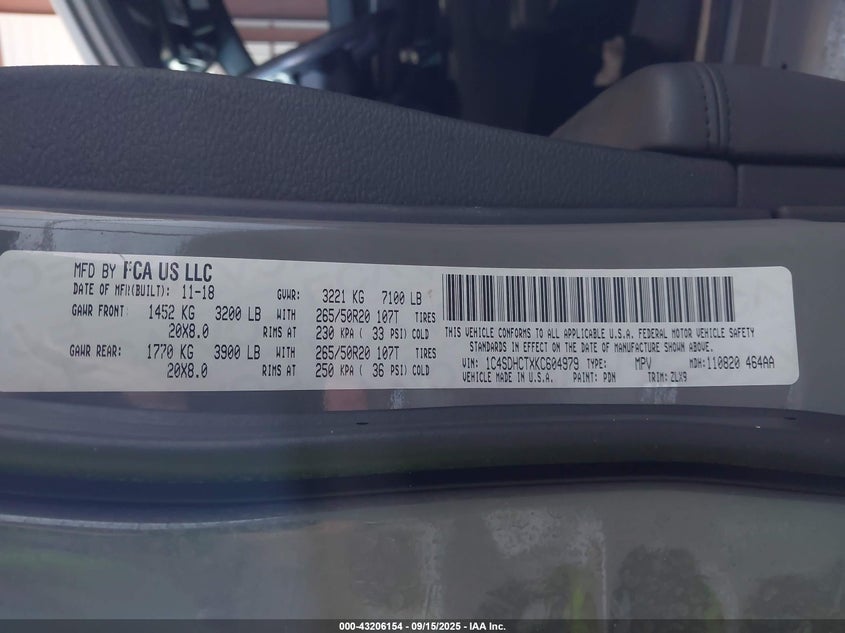 MFD BY FCA US LLC
DATE OF MFR(BUILT): 11-18 GVWR: 3221 KG 7100 LB
GAWR FRONT: 1452 KG 3200 LB WITH 265/50R20 107T TIRES
20X8.0 RIMS AT 230 KPA ( 33 PSI) COLD
GAWR REAR: 1770 KG 3900 LB WITH 265/50R20 107T TIRES
20X8.0 RIMS AT 250 KPA ( 36 PSI) COLD
THIS VEHICLE CONFORMS TO ALL APPLICABLE U.S.A. FEDERAL MOTOR VEHICLE SAFETY
STANDARDS IN EFFECT ON THE DATE OF MANUFACTURE SHOWN ABOVE.
VIN: 1C4SDHCTXKC604979 TYPE: MPV MDH: 110820 464AA
VEHICLE MADE IN U.S.A. PAINT: PDN TRIM: ZLX9
000-43206154 - 09/15/2025 - IAA Inc.